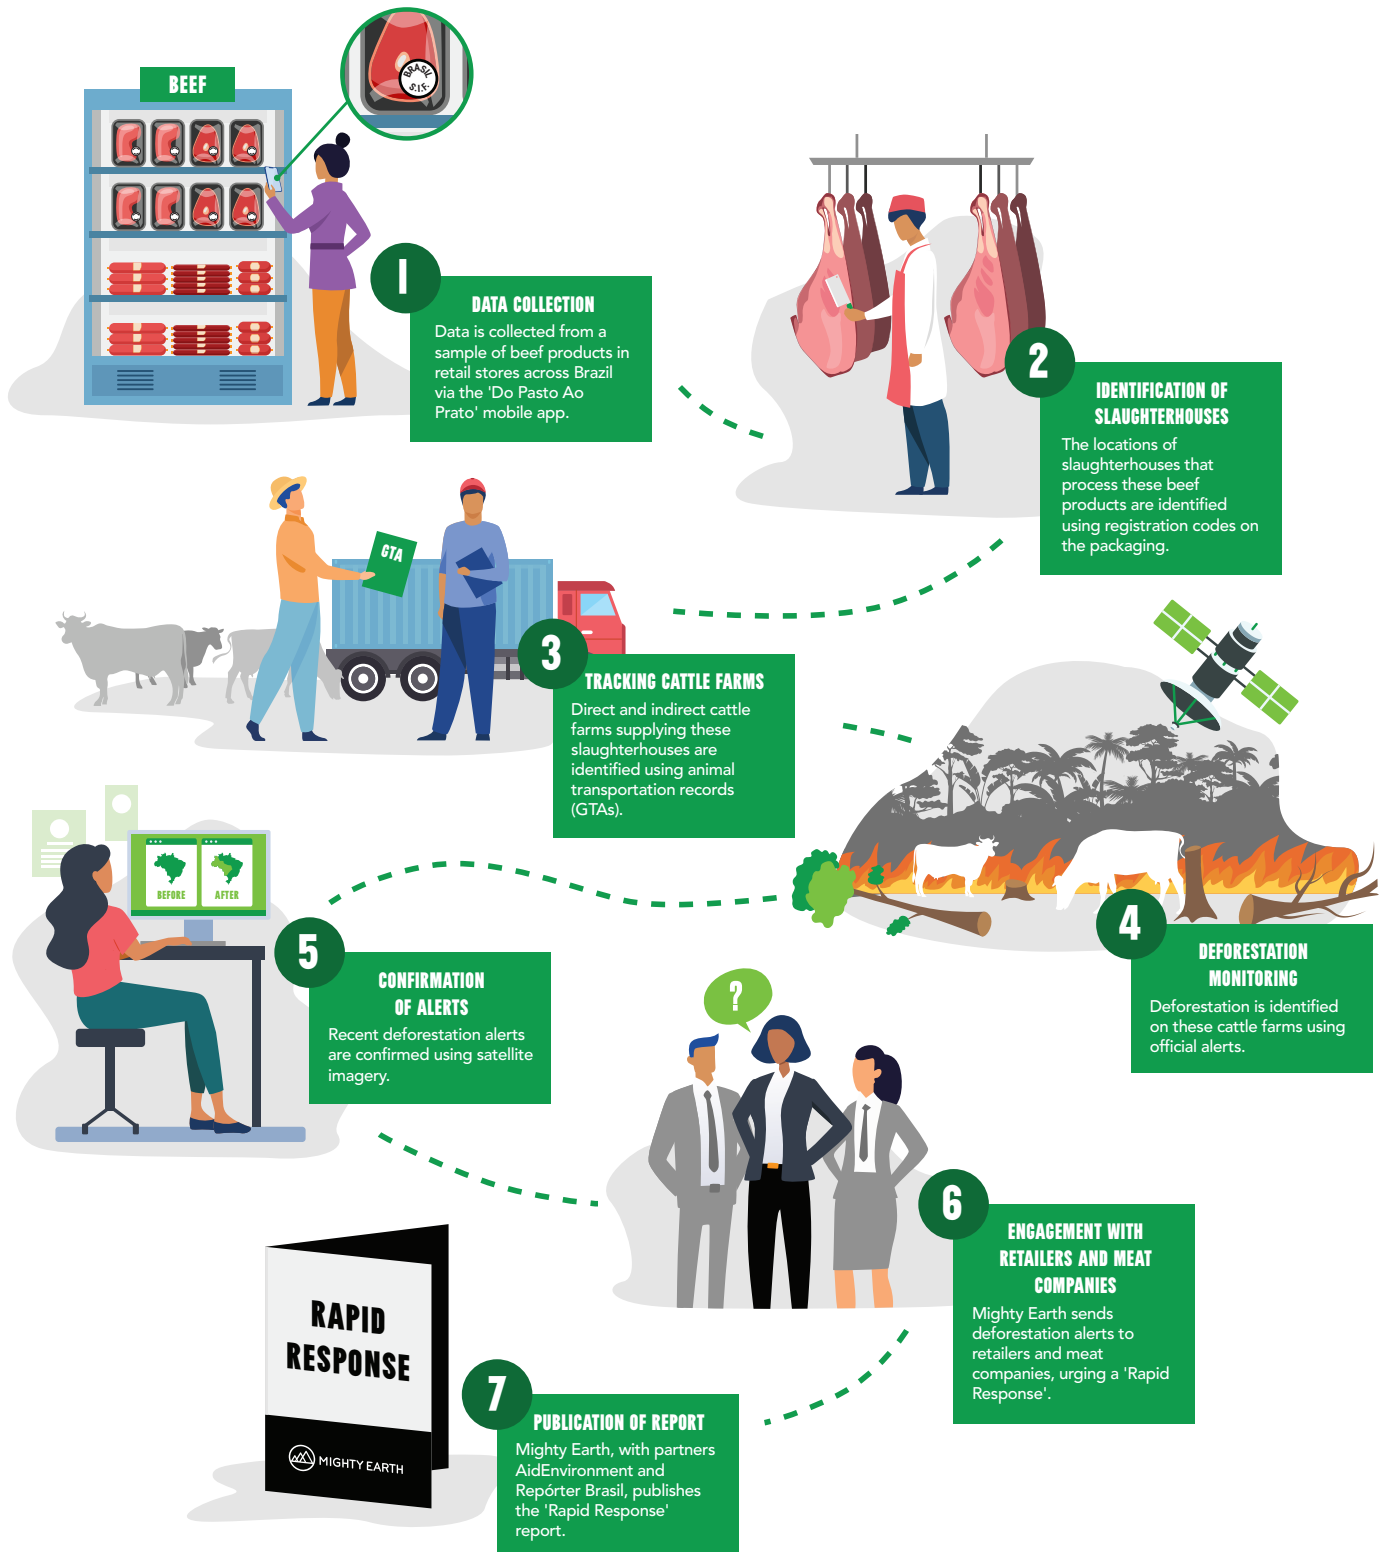 BRASIL
S.I.F.
BEEF
1
DATA COLLECTION
Data is collected from a
sample of beef products in
retail stores across Brazil
via the 'Do Pasto Ao
Prato' mobile app.
2
IDENTIFICATION OF
SLAUGHTERHOUSES
The locations of
slaughterhouses that
process these beef
products are identified
using registration codes on
the packaging.
GTA
3
TRACKING CATTLE FARMS
Direct and indirect cattle
farms supplying these
slaughterhouses are
identified using animal
transportation records
(GTAs).
4
DEFORESTATION
MONITORING
Deforestation is identified
on these cattle farms using
official alerts.
BEFORE
AFTER
5
CONFIRMATION
OF ALERTS
Recent deforestation alerts
are confirmed using satellite
imagery.
?
6
ENGAGEMENT WITH
RETAILERS AND MEAT
COMPANIES
Mighty Earth sends
deforestation alerts to
retailers and meat
companies, urging a 'Rapid
Response'.
RAPID
RESPONSE
MIGHTY EARTH
7
PUBLICATION OF REPORT
Mighty Earth, with partners
AidEnvironment and
Repórter Brasil, publishes
the 'Rapid Response'
report.